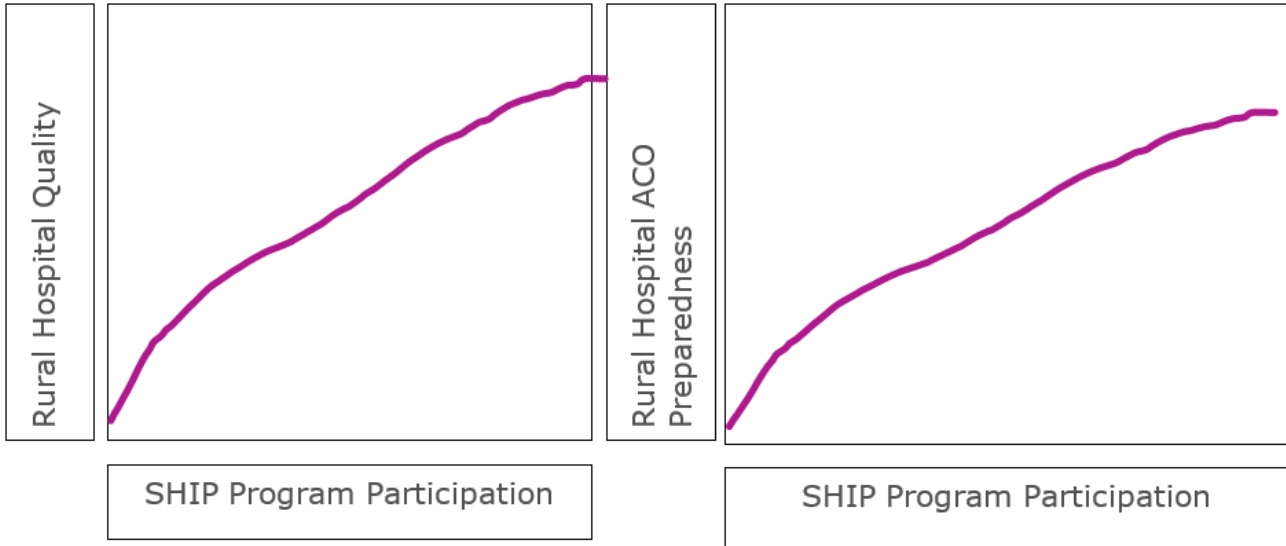 Rural Hospital Quality
SHIP Program Participation
Rural Hospital ACO
Preparedness
SHIP Program Participation